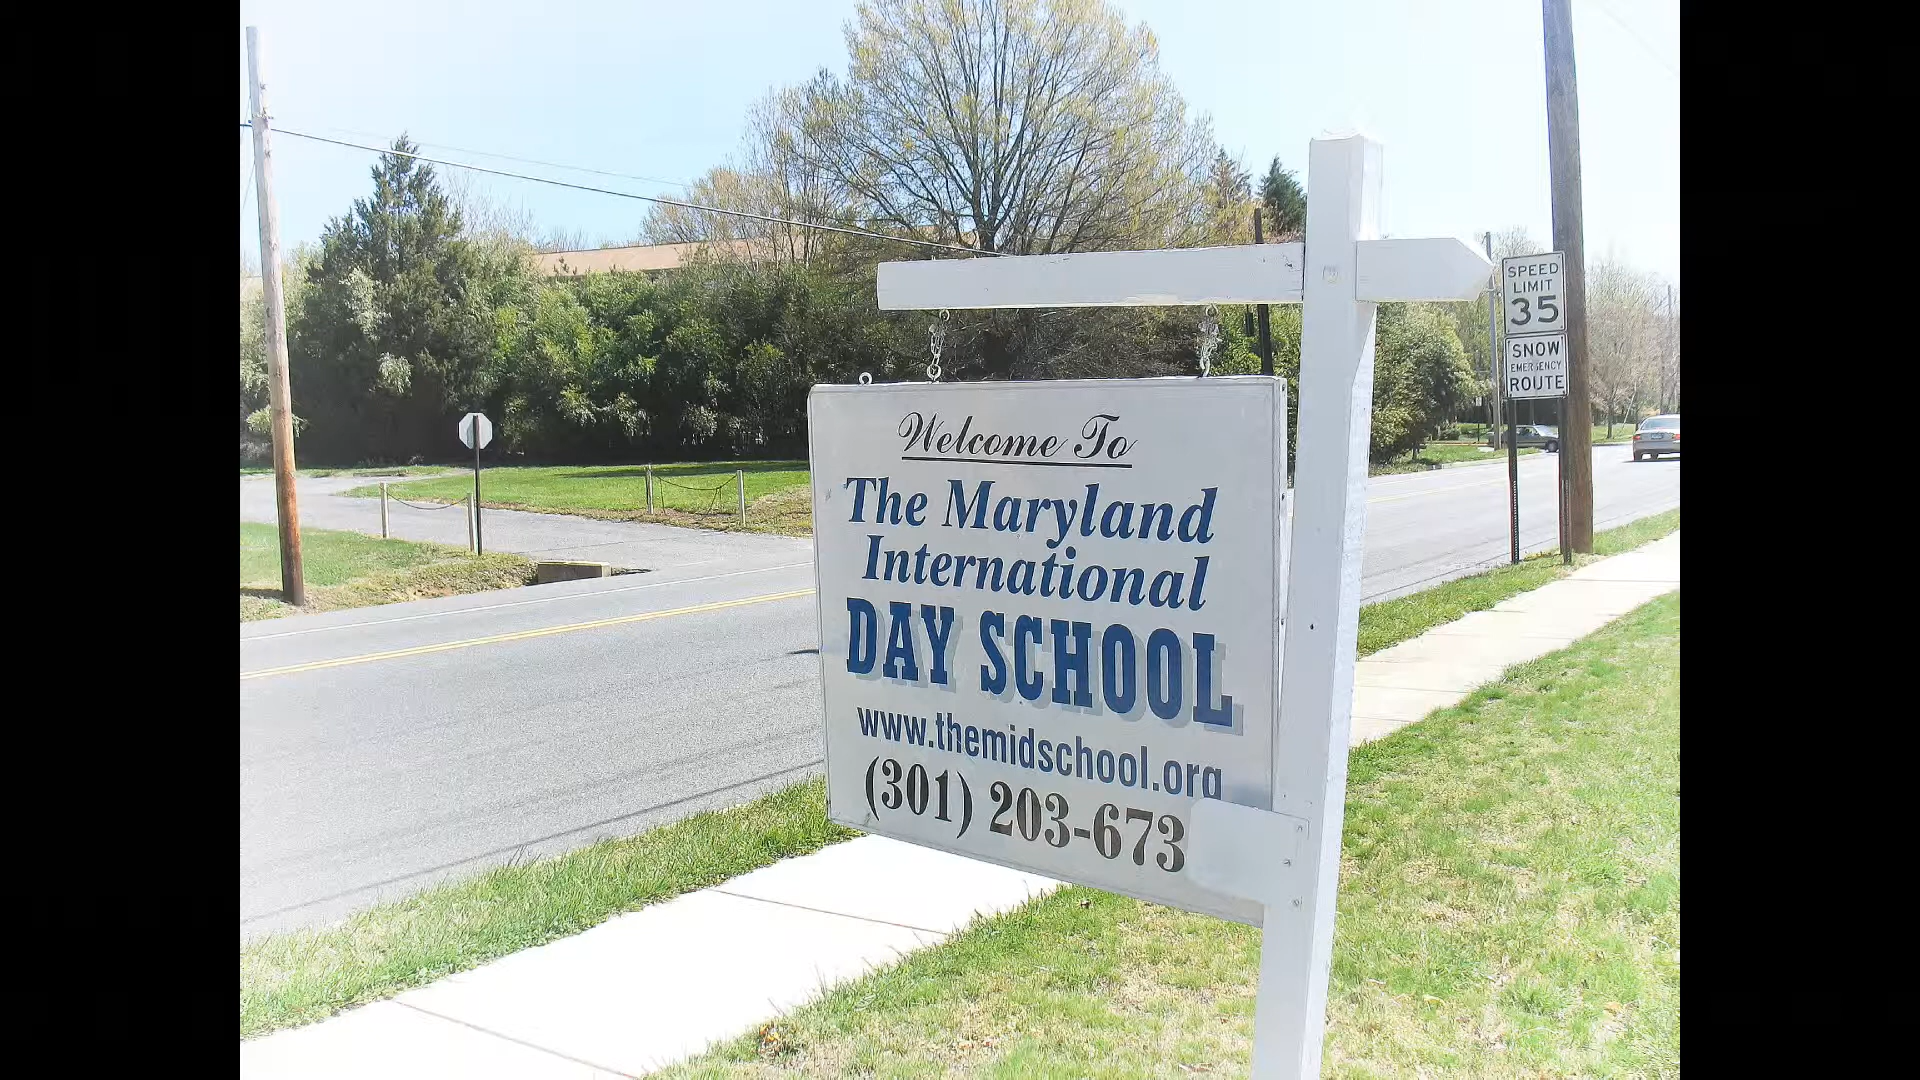 Welcome To
The Maryland
International
DAY SCHOOL
www.themidschool.org
(301) 203-673
SPEED
LIMIT
35
SNOW
EMERGENCY
ROUTE